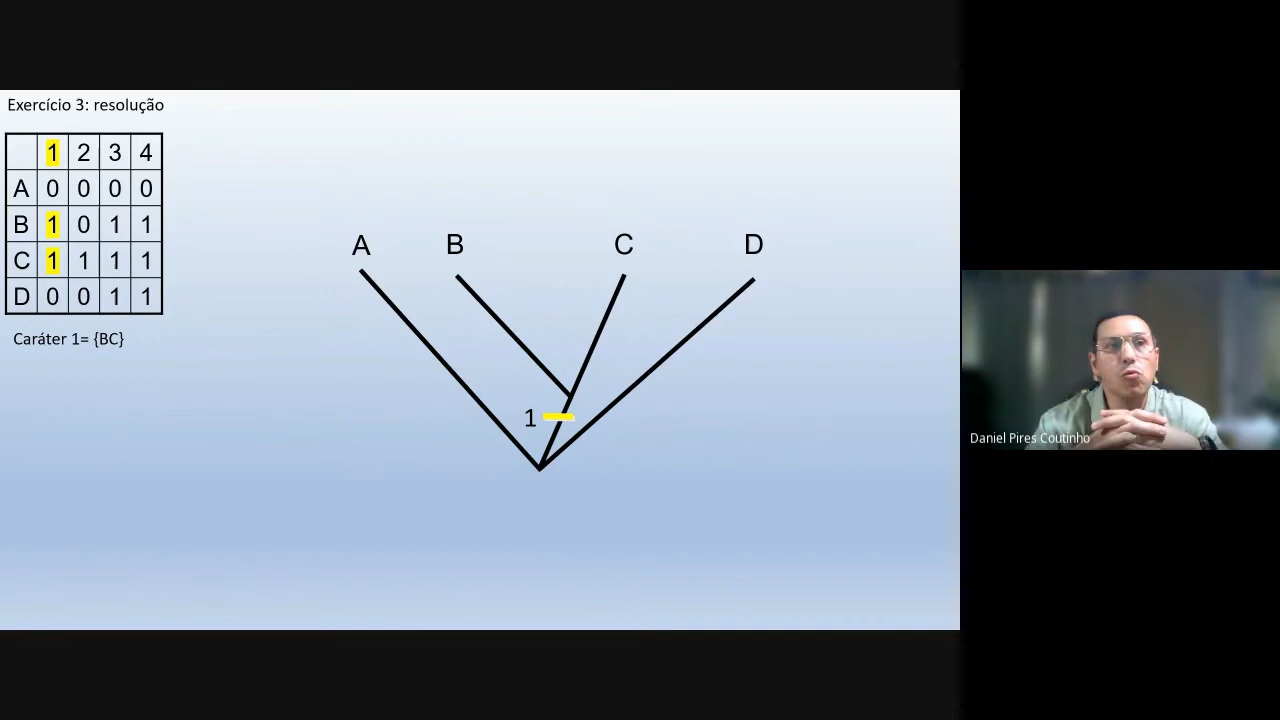 Exercício 3: resolução
1 2 3 4
A 0 0 0 0
B 1 0 1 1
C 1 1 1 1
D 0 0 1 1
Caráter 1= {BC}
A B C D
1
Daniel Pires Coutinho